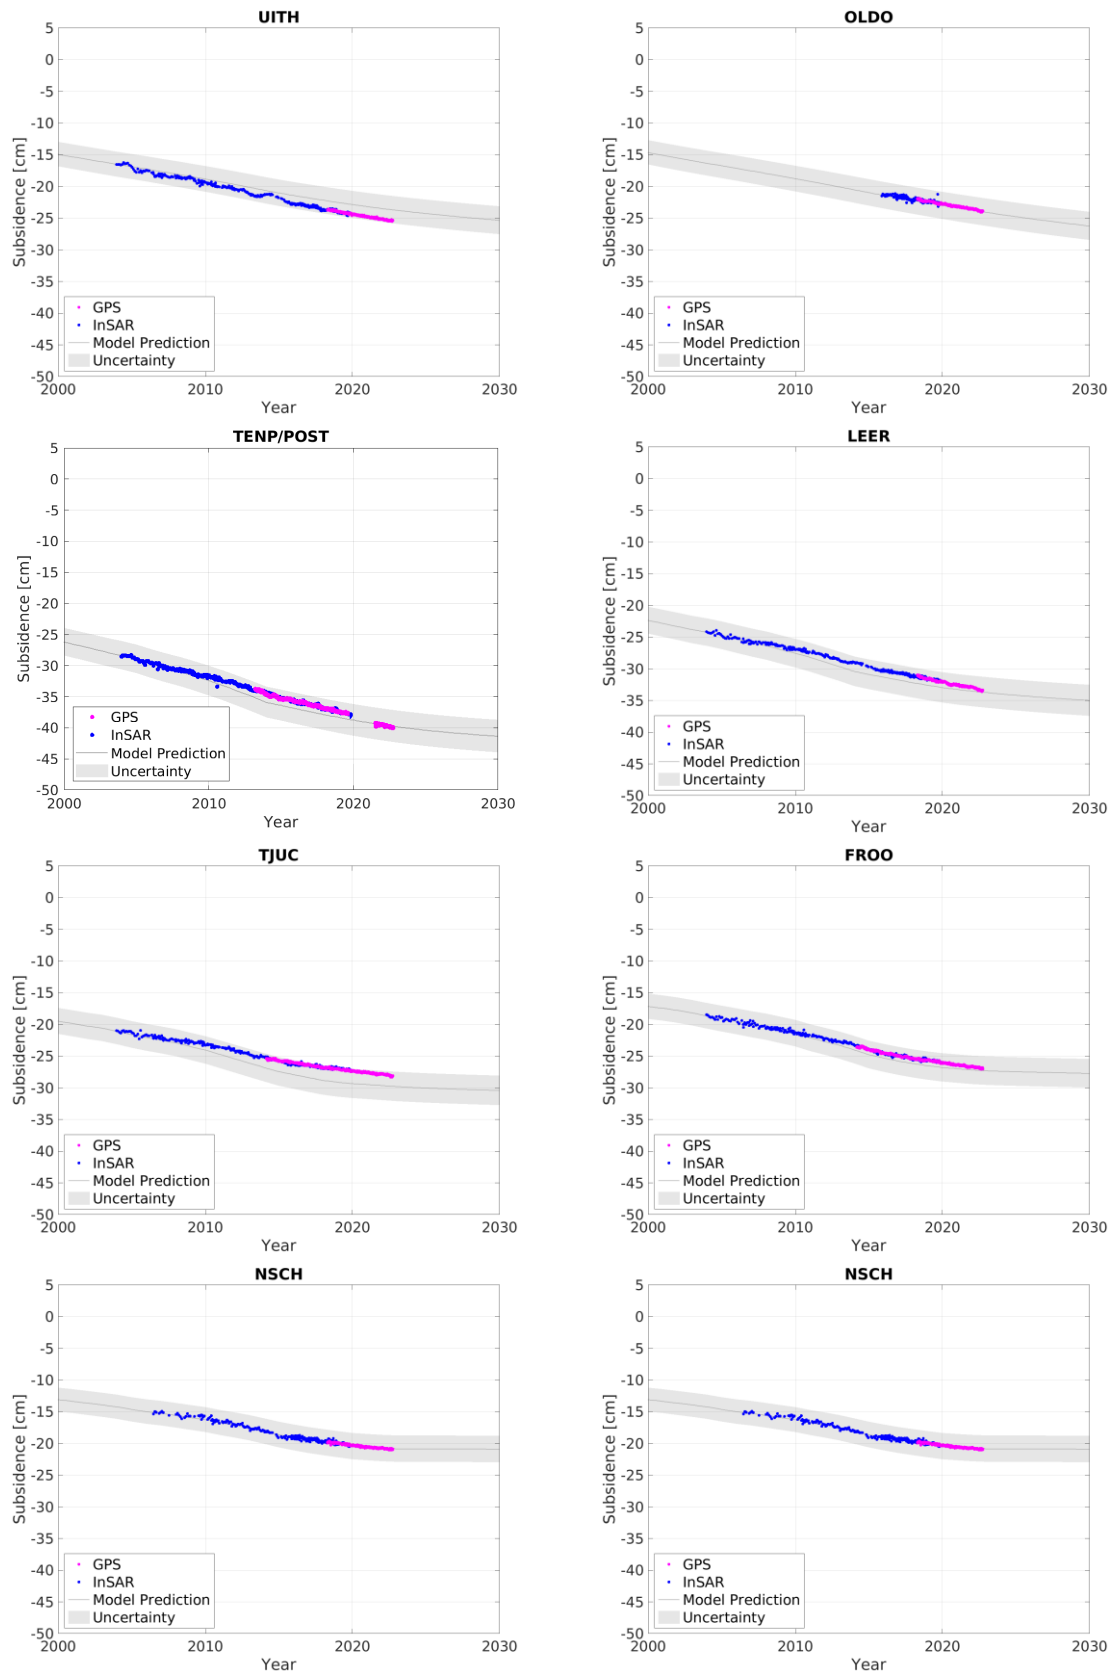 UITH
5
0
-5
-10
-15
-20
-25
-30
-35
-40
-45
-50
Subsidence [cm]
GPS
InSAR
Model Prediction
Uncertainty
2000 2010 2020 2030
Year
OLDO
5
0
-5
-10
-15
-20
-25
-30
-35
-40
-45
-50
Subsidence [cm]
GPS
InSAR
Model Prediction
Uncertainty
2000 2010 2020 2030
Year
TENP/POST
5
0
-5
-10
-15
-20
-25
-30
-35
-40
-45
-50
Subsidence [cm]
GPS
InSAR
Model Prediction
Uncertainty
2000 2010 2020 2030
Year
LEER
5
0
-5
-10
-15
-20
-25
-30
-35
-40
-45
-50
Subsidence [cm]
GPS
InSAR
Model Prediction
Uncertainty
2000 2010 2020 2030
Year
TJUC
5
0
-5
-10
-15
-20
-25
-30
-35
-40
-45
-50
Subsidence [cm]
GPS
InSAR
Model Prediction
Uncertainty
2000 2010 2020 2030
Year
FROO
5
0
-5
-10
-15
-20
-25
-30
-35
-40
-45
-50
Subsidence [cm]
GPS
InSAR
Model Prediction
Uncertainty
2000 2010 2020 2030
Year
NSCH
5
0
-5
-10
-15
-20
-25
-30
-35
-40
-45
-50
Subsidence [cm]
GPS
InSAR
Model Prediction
Uncertainty
2000 2010 2020 2030
Year
NSCH
5
0
-5
-10
-15
-20
-25
-30
-35
-40
-45
-50
Subsidence [cm]
GPS
InSAR
Model Prediction
Uncertainty
2000 2010 2020 2030
Year